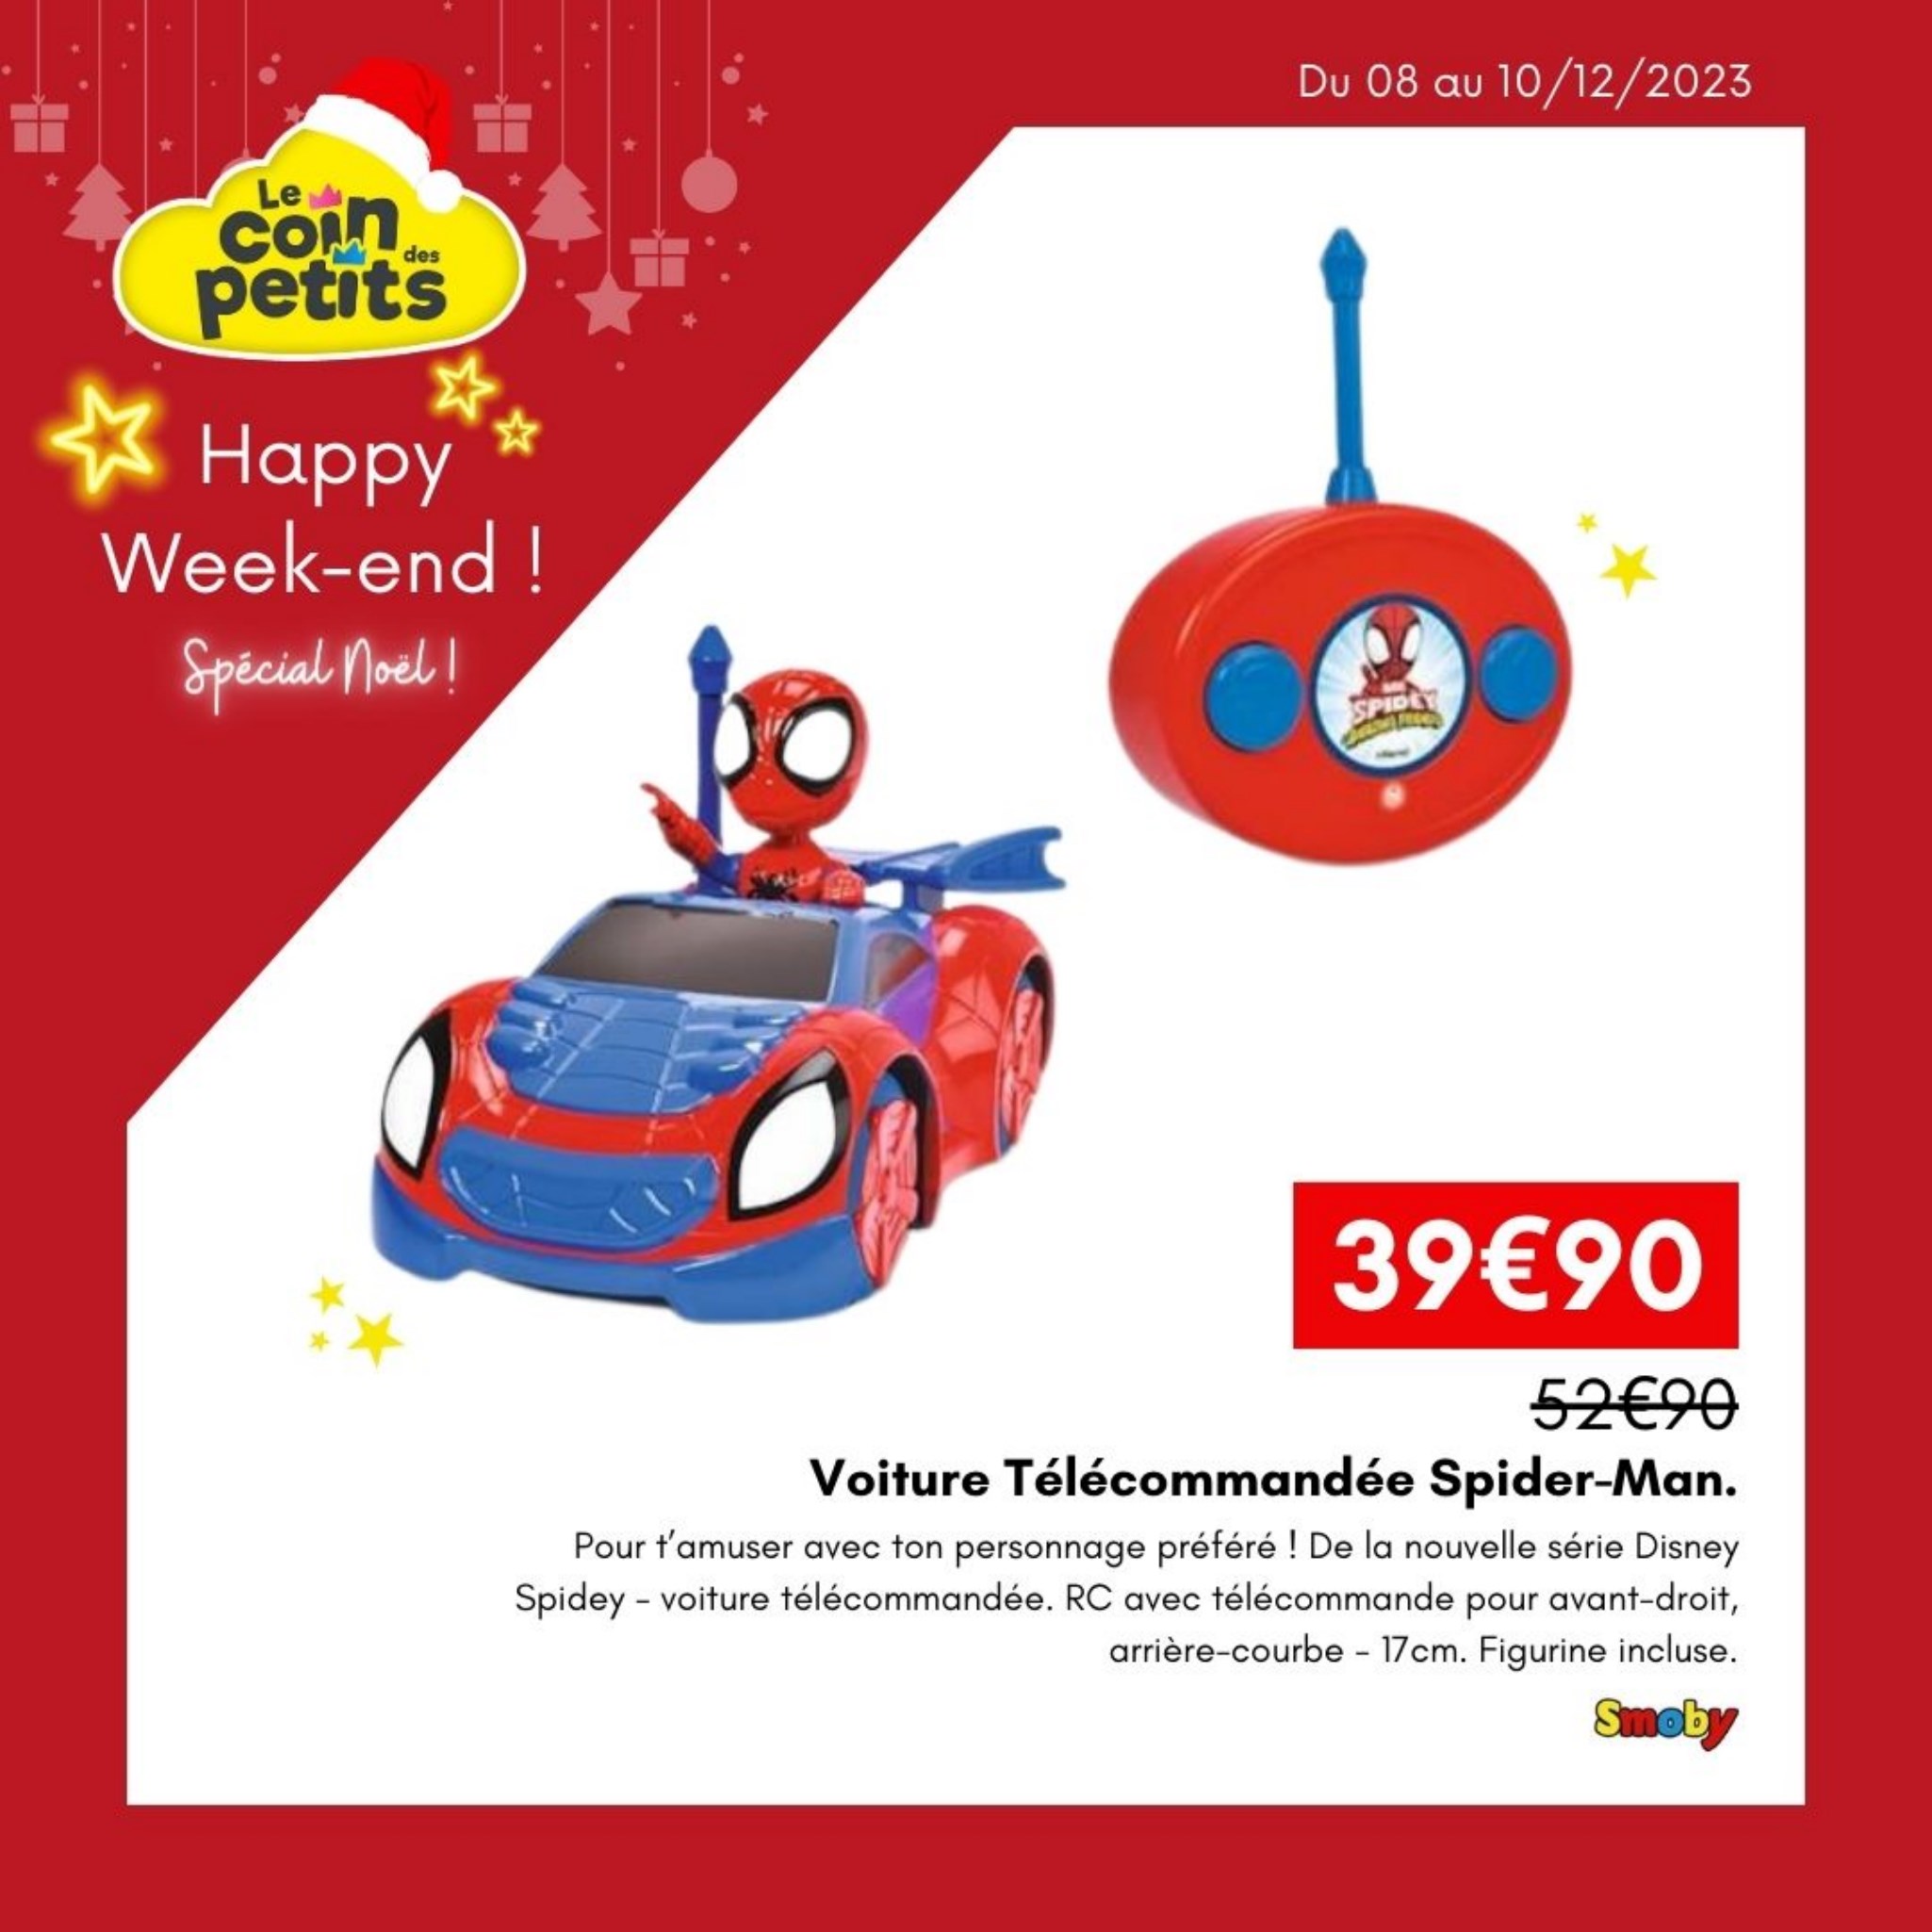 Du 08 au 10/12/2023
Le
coin des
petits
Happy
Week-end !
Spécial Noël !
SPIDEY
39€90
52€90
Voiture Télécommandée Spider-Man.
Pour t'amuser avec ton personnage préféré ! De la nouvelle série Disney
Spidey - voiture télécommandée. RC avec télécommande pour avant-droit,
arrière-courbe - 17cm. Figurine incluse.
Smoby